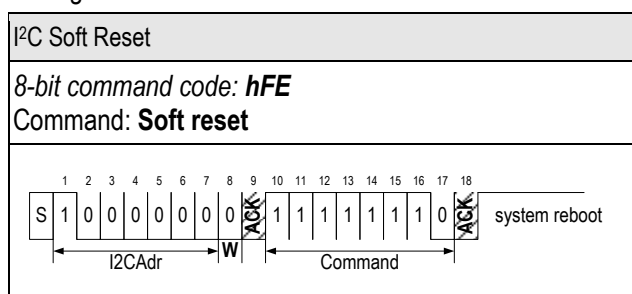 I²C Soft Reset
8-bit command code: hFE
Command: Soft reset
1 2 3 4 5 6 7 8 9 10 11 12 13 14 15 16 17 18
S 1 0 0 0 0 0 0 0 ACK 1 1 1 1 1 1 1 0 ACK system reboot
I2CAdr W Command